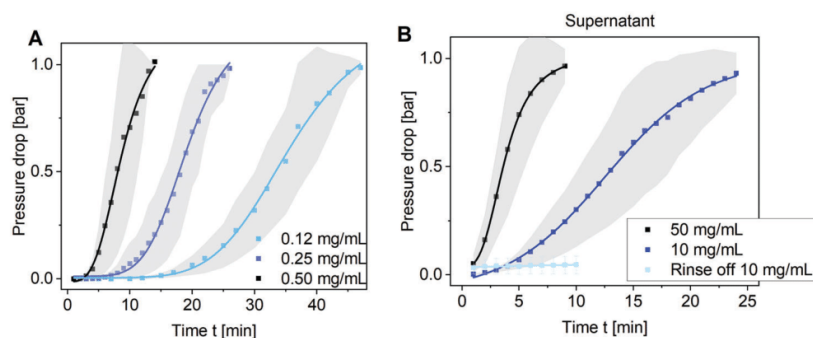 A
Pressure drop [bar]
1.0
0.5
0.0
0.12 mg/mL
0.25 mg/mL
0.50 mg/mL
0 10 20 30 40
Time t [min]
B
Supernatant
Pressure drop [bar]
1.0
0.5
0.0
50 mg/mL
10 mg/mL
Rinse off 10 mg/mL
0 5 10 15 20 25
Time t [min]